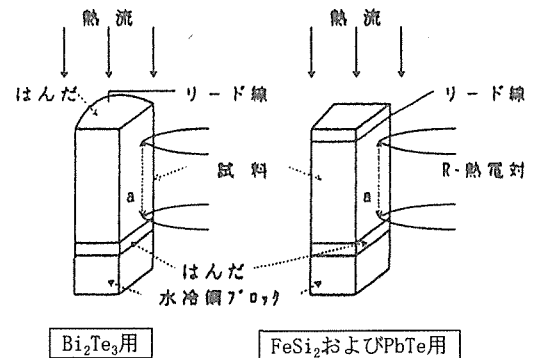 熱流 熱流
はんだ リード線 リード線
試料 R-熱電対
a a
はんだ
水冷銅ブロック
Bi₂Te₃用 FeSi₂およびPbTe用